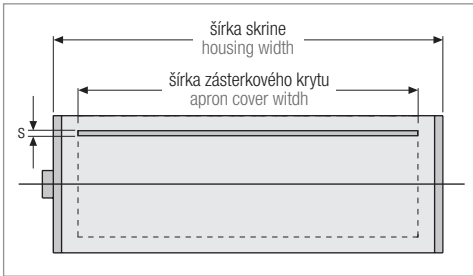 šírka skrine
housing width
šírka zásterkového krytu
apron cover witdh
s